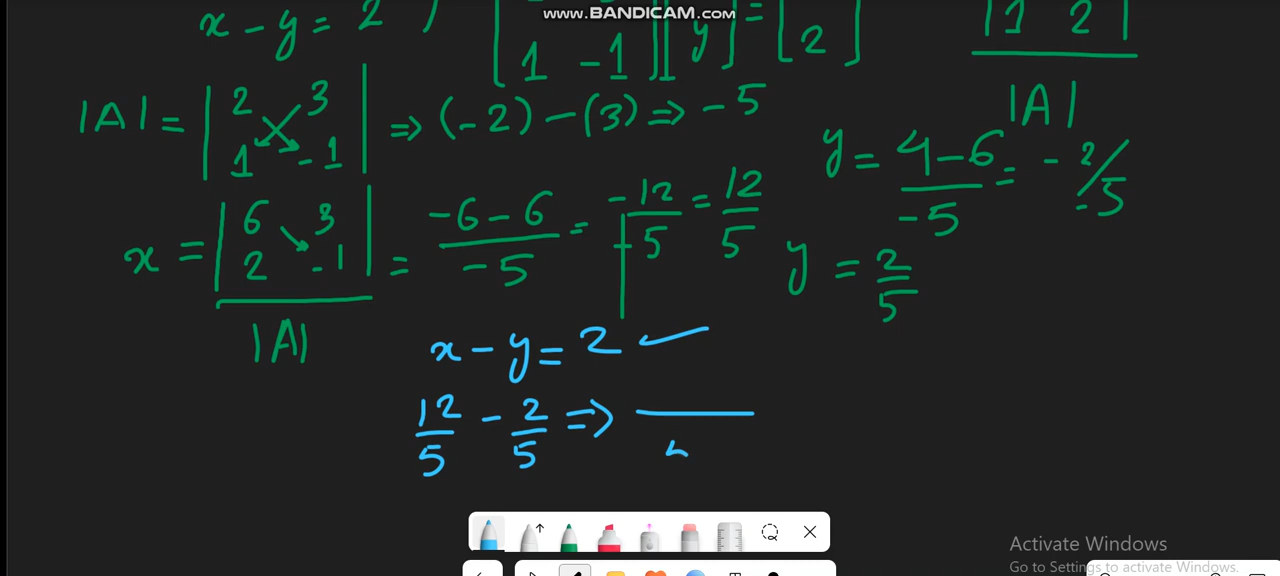 WWW.BANDICAM.COM
x - y = 2 )
1 -1 y = 2
|1 2|
|A|
|A| = | 2 3 | => (-2) - (3) => -5
1 -1
y = 4-6 / -5 = -2/-5
x = | 6 3 | / |A| = -6-6 / -5 = -12 / -5 = 12 / 5
2 -1
y = 2/5
x - y = 2 ✓
12/5 - 2/5 =>
Activate Windows
Go to Settings to activate Windows.